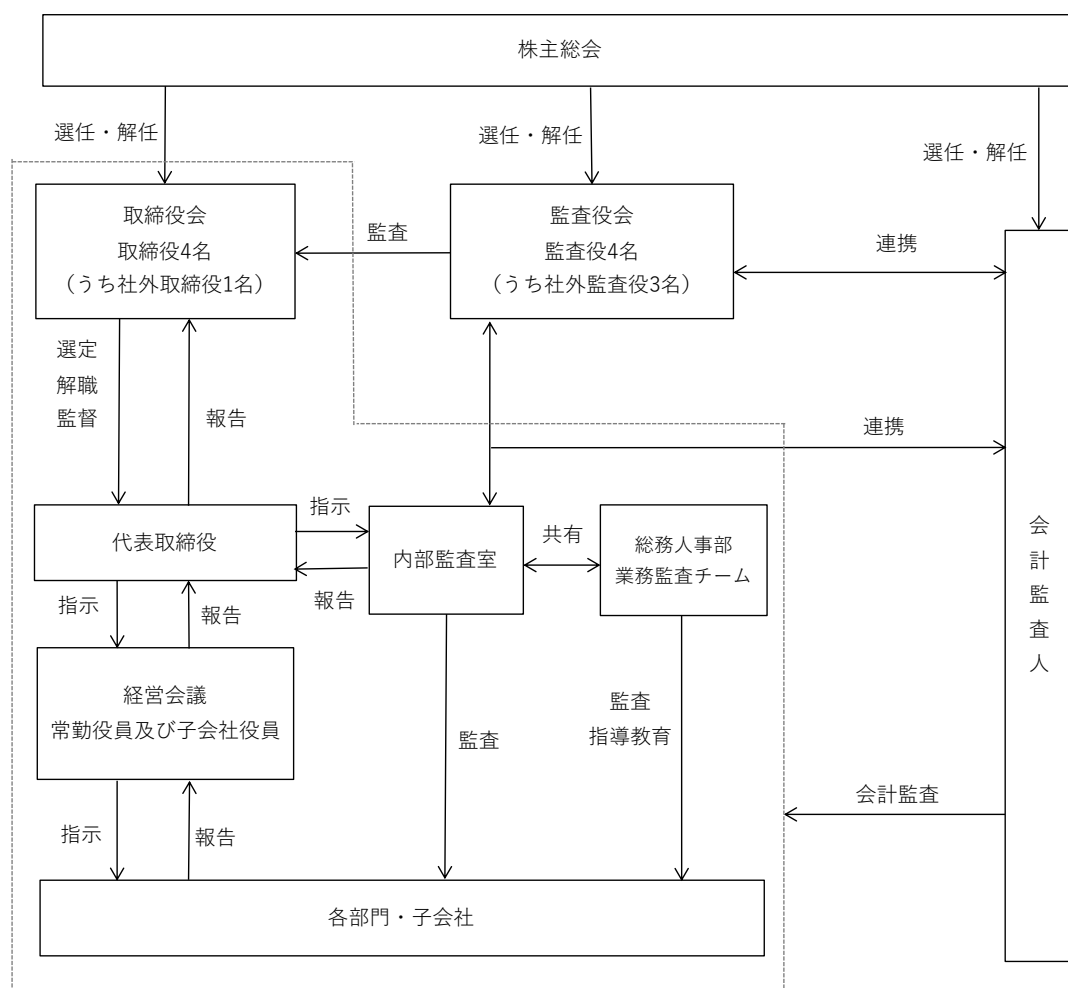 株主総会
選任・解任
選任・解任
選任・解任
取締役会
取締役4名
（うち社外取締役1名）
監査
監査役会
監査役4名
（うち社外監査役3名）
連携
選定
解職
監督
報告
連携
代表取締役
指示
報告
内部監査室
共有
総務人事部
業務監査チーム
会計監査人
指示
報告
経営会議
常勤役員及び子会社役員
監査
監査
指導教育
会計監査
指示
報告
各部門・子会社